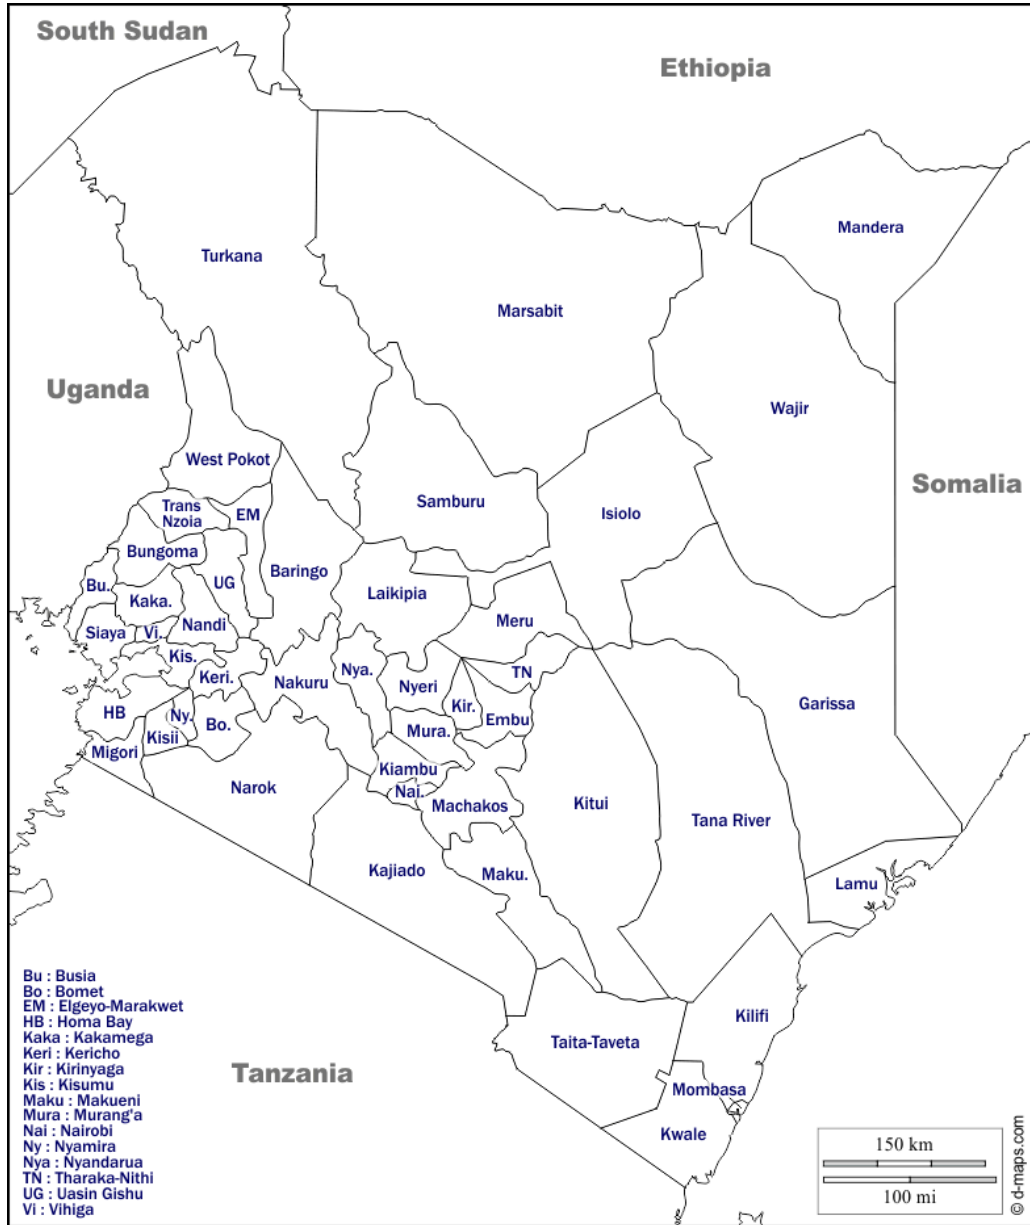 South Sudan
Ethiopia
Mandera
Turkana
Marsabit
Uganda
Wajir
West Pokot
Somalia
Samburu
Trans
Nzoia
EM
Isiolo
Bungoma
Baringo
Bu.
UG
Kaka.
Laikipia
Siaya
Vi.
Nandi
Meru
Kis.
Keri.
Nya.
TN
Nakuru
Nyeri
Garissa
HB
Ny.
Kir.
Bo.
Embu
Kisii
Mura.
Migori
Kiambu
Narok
Nai.
Machakos
Kitui
Tana River
Kajiado
Maku.
Lamu
Bu : Busia
Bo : Bomet
EM : Elgeyo-Marakwet
HB : Homa Bay
Kaka : Kakamega
Keri : Kericho
Kir : Kirinyaga
Kis : Kisumu
Maku : Makueni
Mura : Murang'a
Nai : Nairobi
Ny : Nyamira
Nya : Nyandarua
TN : Tharaka-Nithi
UG : Uasin Gishu
Vi : Vihiga
Kilifi
Taita-Taveta
Tanzania
Mombasa
Kwale
150 km
100 mi
© d-maps.com